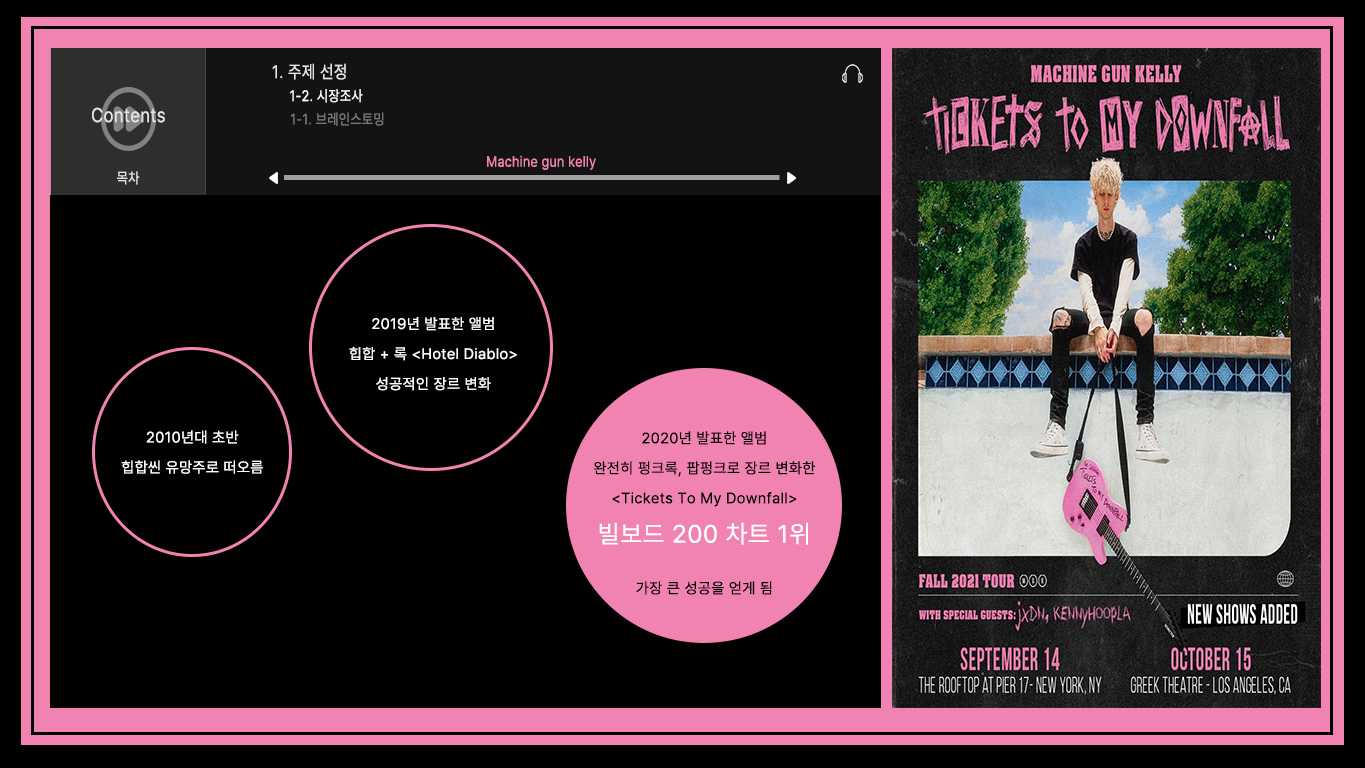 Contents
목차
1. 주제 선정
1-2. 시장조사
1-1. 브레인스토밍
Machine gun kelly
2010년대 초반
힙합씬 유망주로 떠오름
2019년 발표한 앨범
힙합 + 록 <Hotel Diablo>
성공적인 장르 변화
2020년 발표한 앨범
완전히 펑크록, 팝펑크로 장르 변화한
<Tickets To My Downfall>
빌보드 200 차트 1위
가장 큰 성공을 얻게 됨
MACHINE GUN KELLY
TICKETS TO MY DOWNFALL
TICKETS
TO MY DOWNFALL
FALL 2021 TOUR
WITH SPECIAL GUESTS: jxDN, KENNYHOOPLA
NEW SHOWS ADDED
SEPTEMBER 14
THE ROOFTOP AT PIER 17- NEW YORK, NY
OCTOBER 15
GREEK THEATRE - LOS ANGELES, CA